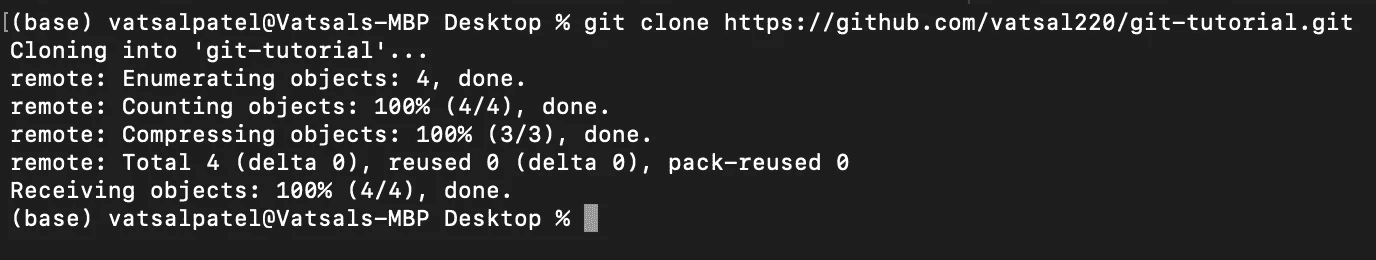 [(base) vatsalpatel@Vatsals-MBP Desktop % git clone https://github.com/vatsal220/git-tutorial.git
Cloning into 'git-tutorial'...
remote: Enumerating objects: 4, done.
remote: Counting objects: 100% (4/4), done.
remote: Compressing objects: 100% (3/3), done.
remote: Total 4 (delta 0), reused 0 (delta 0), pack-reused 0
Receiving objects: 100% (4/4), done.
(base) vatsalpatel@Vatsals-MBP Desktop %